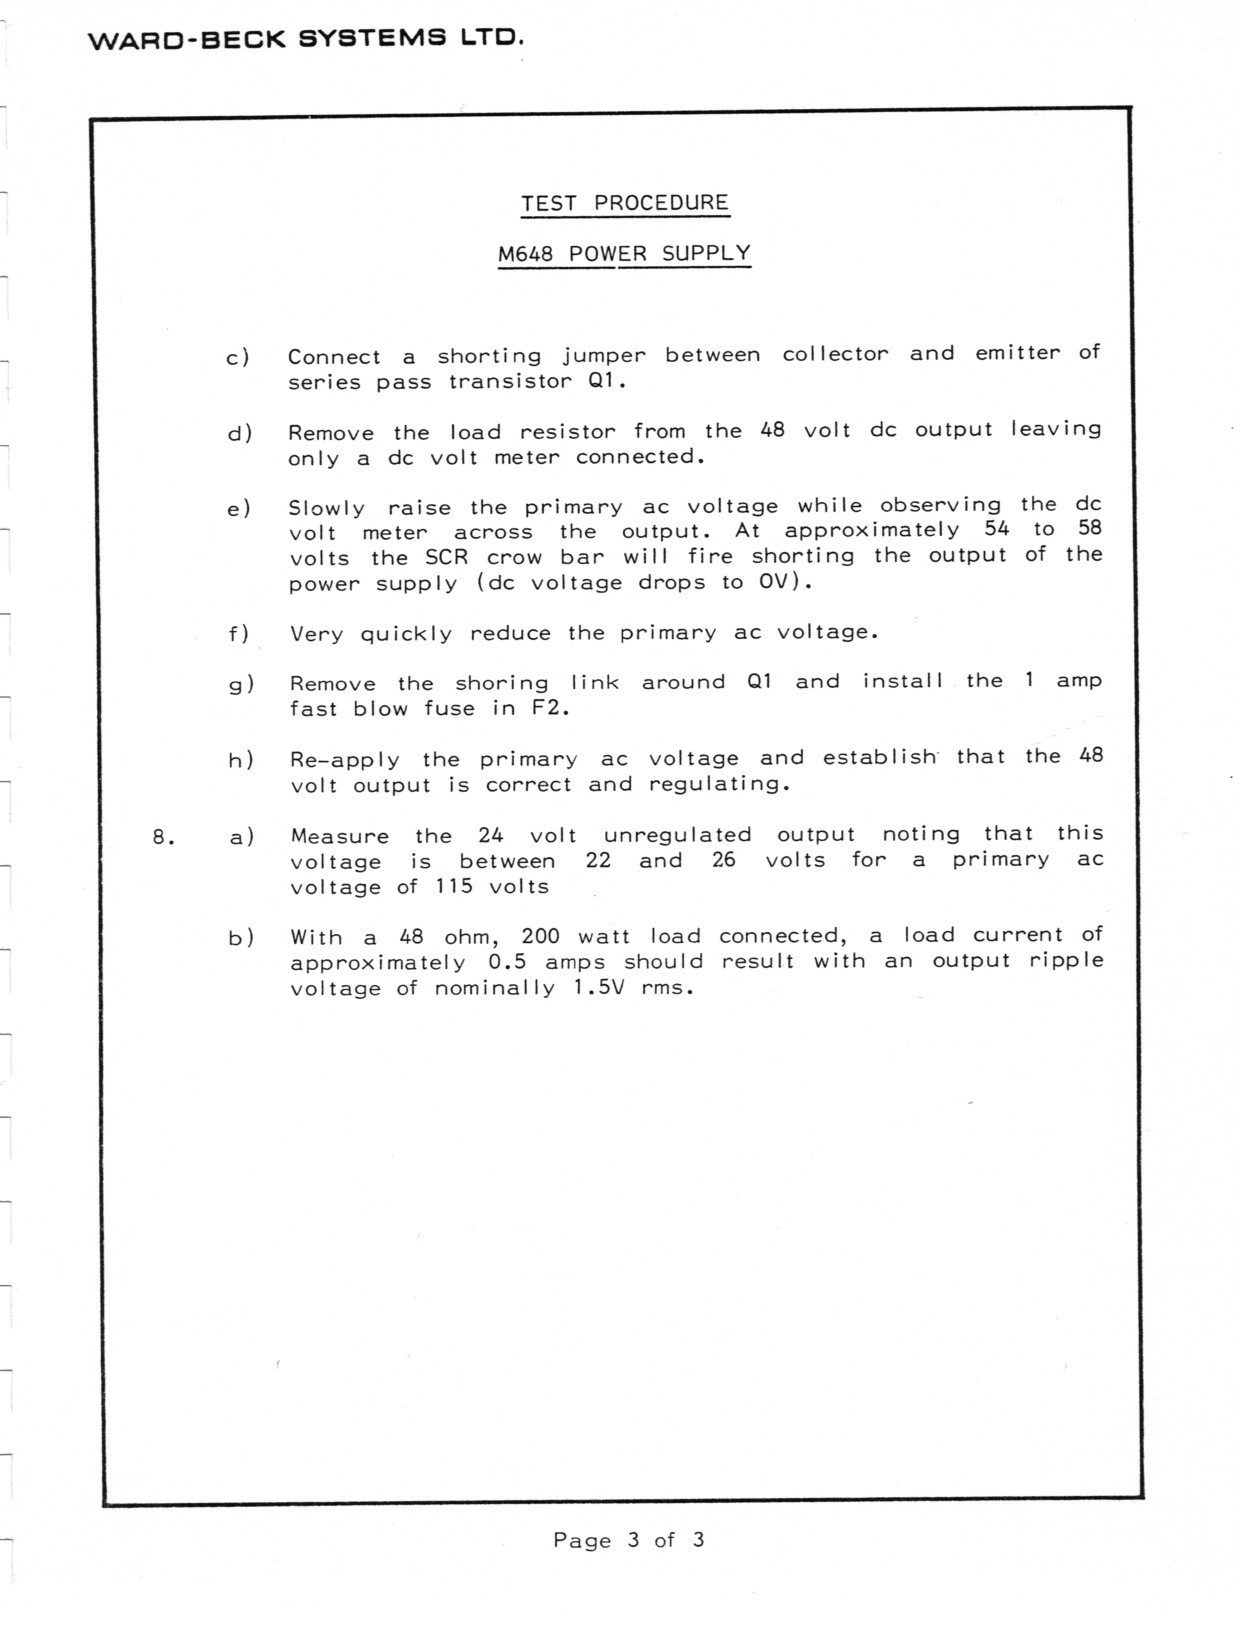 WARD-BECK SYSTEMS LTD.
TEST PROCEDURE
M648 POWER SUPPLY
c) Connect a shorting jumper between collector and emitter of
series pass transistor Q1.
d) Remove the load resistor from the 48 volt dc output leaving
only a dc volt meter connected.
e) Slowly raise the primary ac voltage while observing the dc
volt meter across the output. At approximately 54 to 58
volts the SCR crow bar will fire shorting the output of the
power supply (dc voltage drops to 0V).
f) Very quickly reduce the primary ac voltage.
g) Remove the shoring link around Q1 and install the 1 amp
fast blow fuse in F2.
h) Re-apply the primary ac voltage and establish that the 48
volt output is correct and regulating.
8. a) Measure the 24 volt unregulated output noting that this
voltage is between 22 and 26 volts for a primary ac
voltage of 115 volts
b) With a 48 ohm, 200 watt load connected, a load current of
approximately 0.5 amps should result with an output ripple
voltage of nominally 1.5V rms.
Page 3 of 3